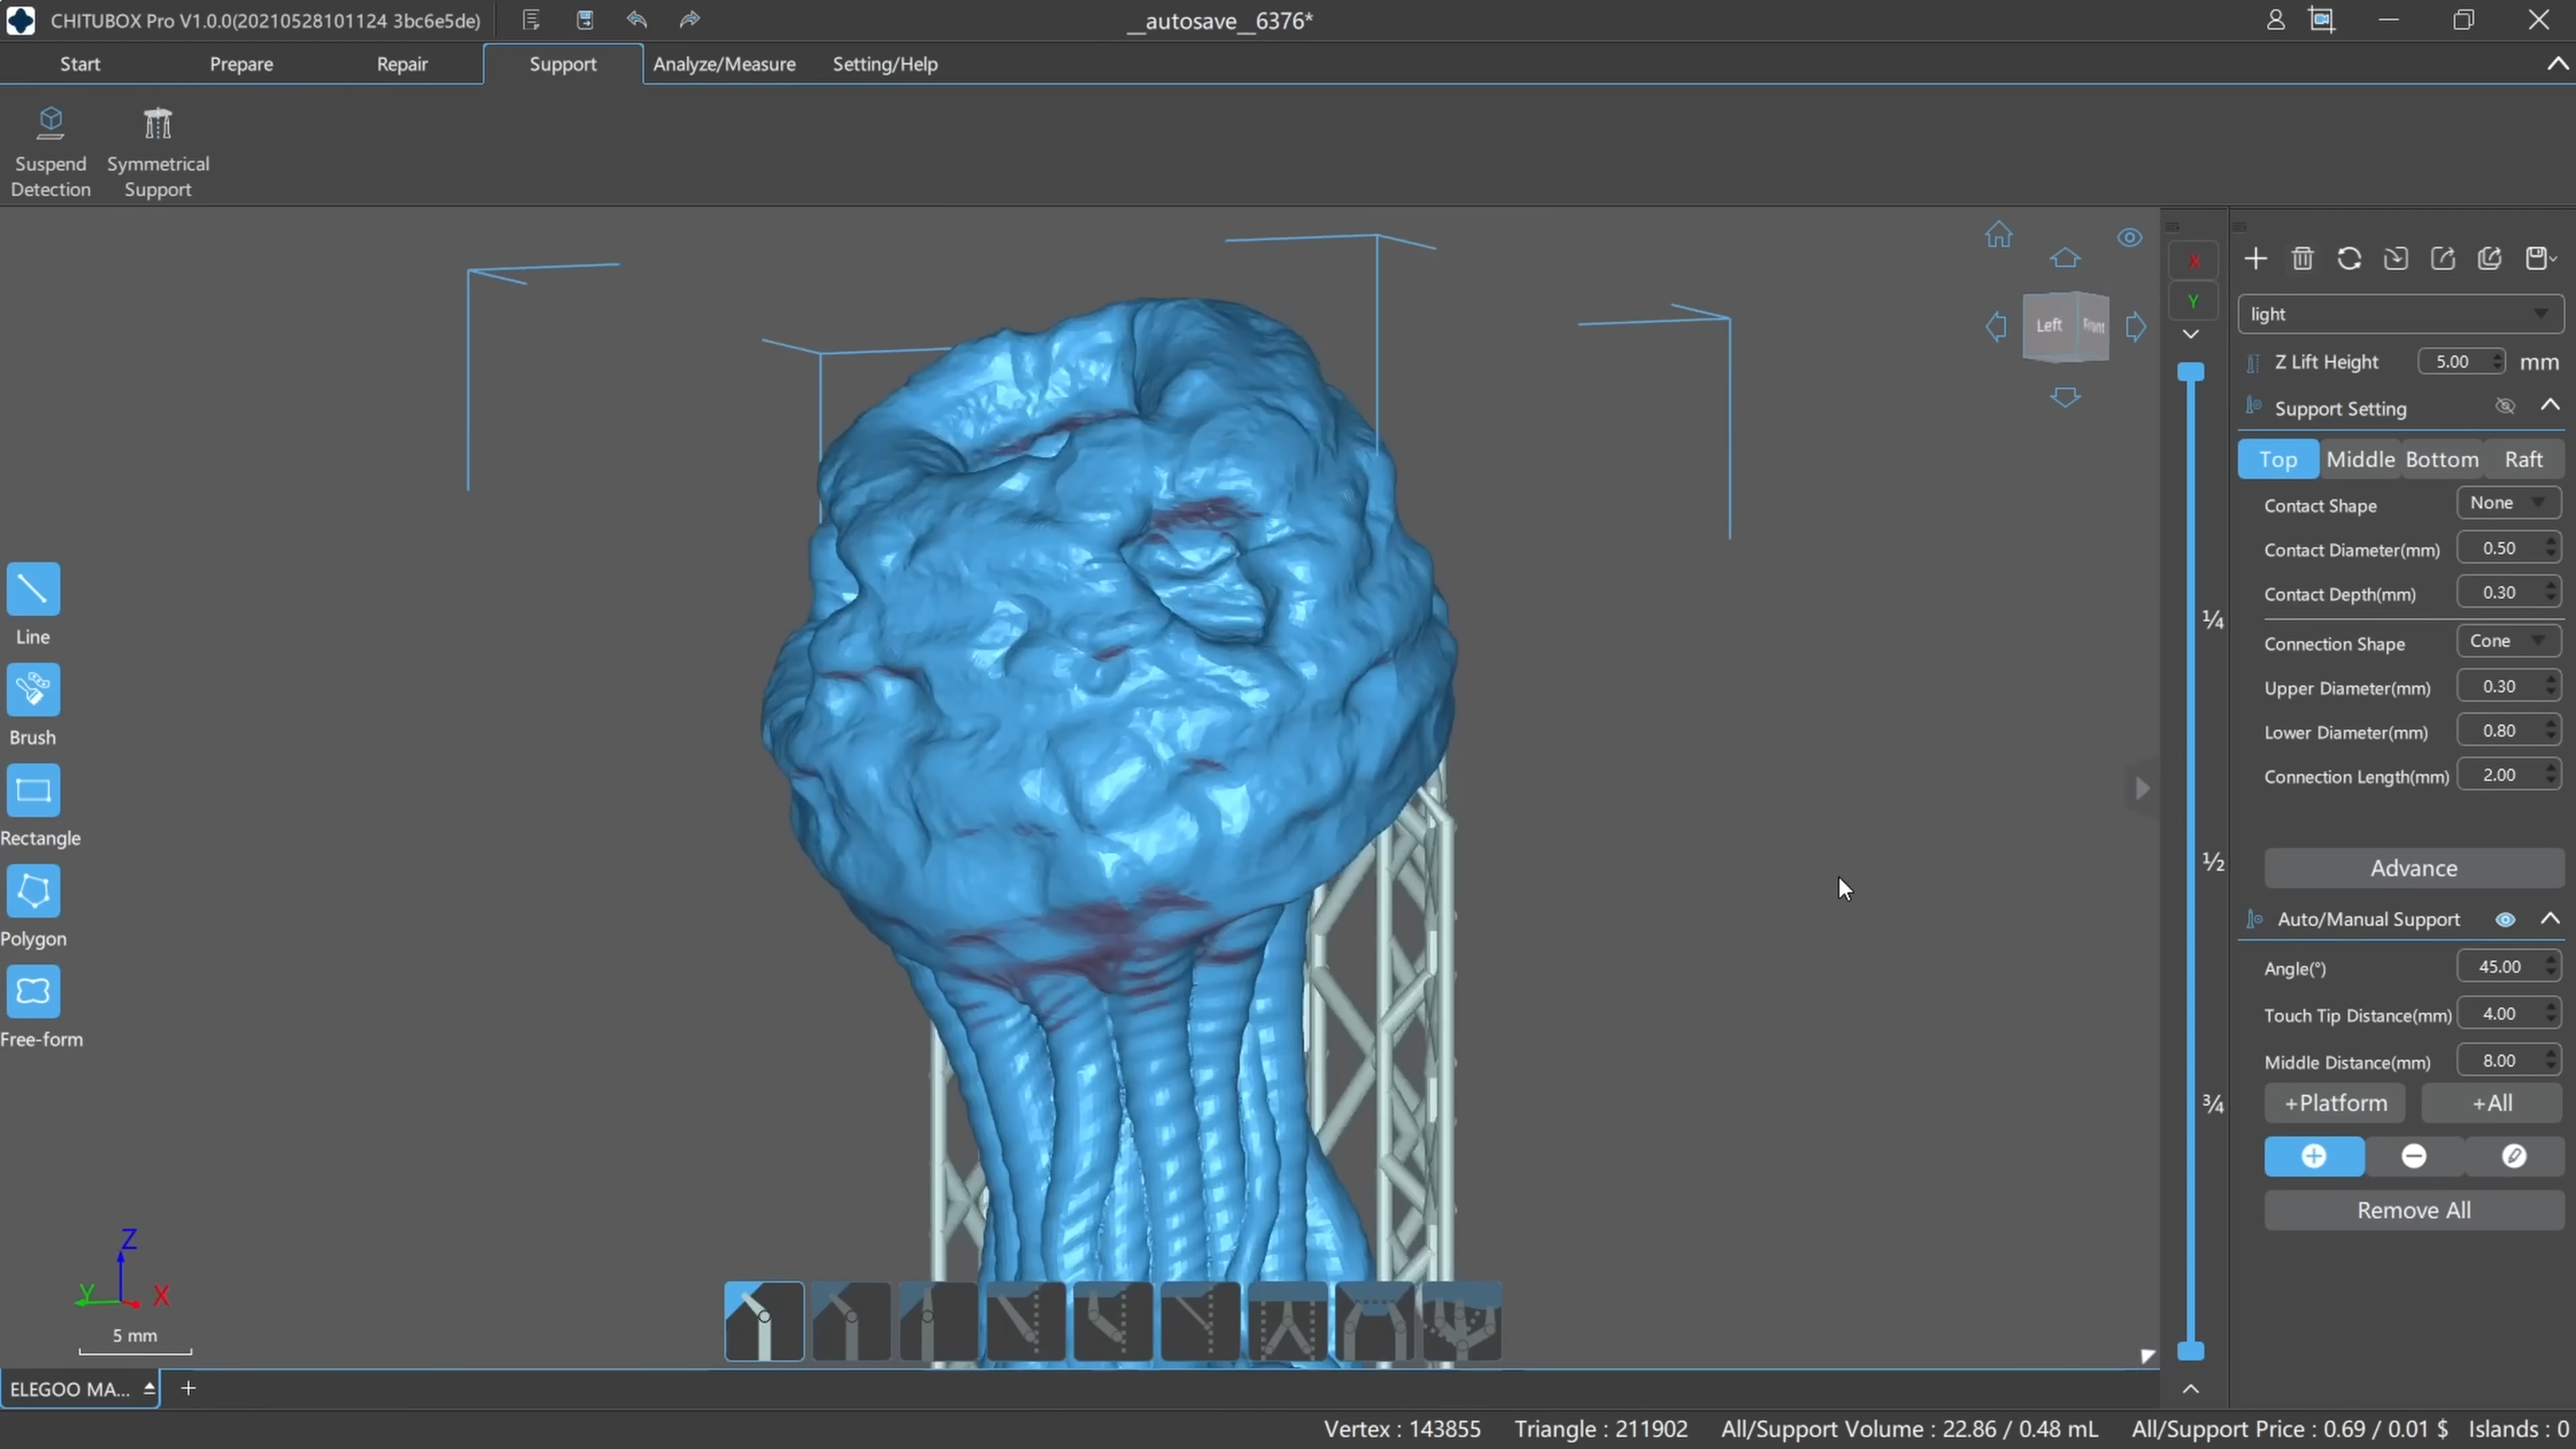 CHITUBOX Pro V1.0.0(20210528101124 3bc6e5de)
__autosave__6376*
Start
Prepare
Repair
Support
Analyze/Measure
Setting/Help
Suspend
Detection
Symmetrical
Support
X
Y
Left
Front
light
Z Lift Height
5.00
mm
Support Setting
Top
Middle
Bottom
Raft
Contact Shape
None
Contact Diameter(mm)
0.50
Contact Depth(mm)
0.30
Connection Shape
Cone
Upper Diameter(mm)
0.30
Lower Diameter(mm)
0.80
Connection Length(mm)
2.00
Advance
Auto/Manual Support
Angle(°)
45.00
Touch Tip Distance(mm)
4.00
Middle Distance(mm)
8.00
+Platform
+All
Remove All
¼
½
¾
Line
Brush
Rectangle
Polygon
Free-form
Z
Y
X
5 mm
ELEGOO MA...
Vertex : 143855
Triangle : 211902
All/Support Volume : 22.86 / 0.48 mL
All/Support Price : 0.69 / 0.01 $
Islands : 0